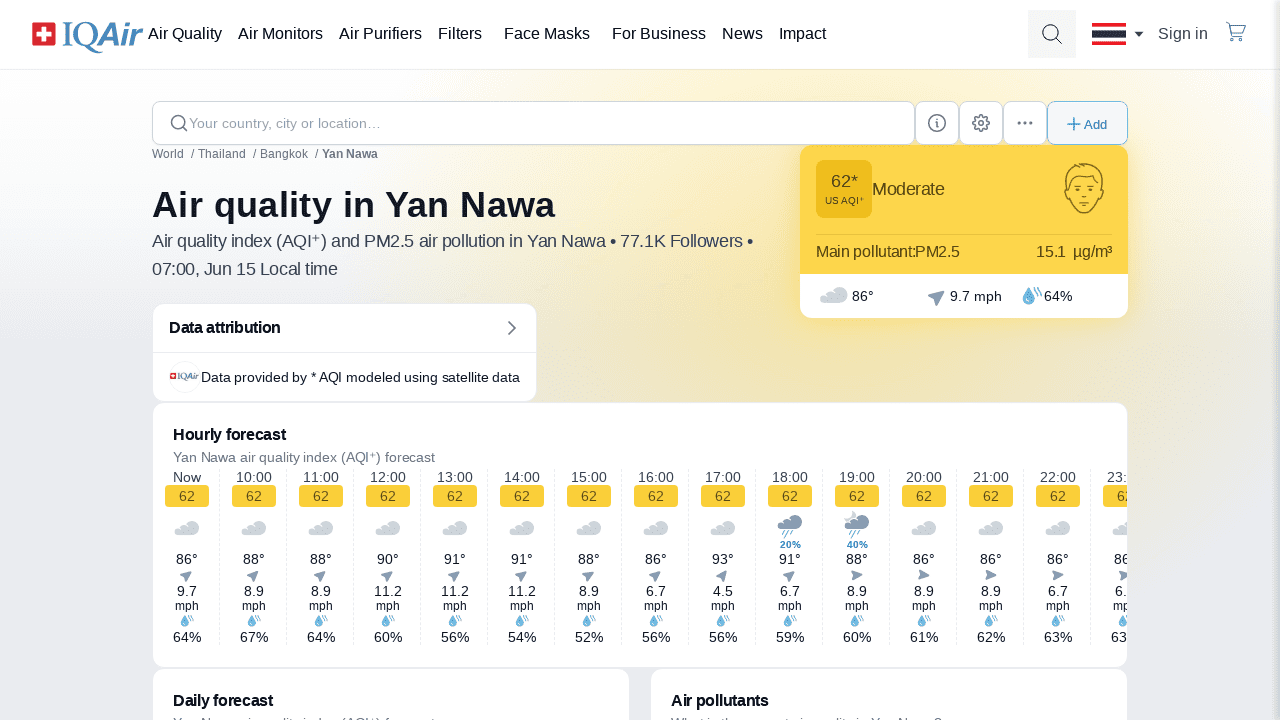 IQAir Air Quality Air Monitors Air Purifiers Filters Face Masks For Business News Impact Sign in
Your country, city or location… Add
World / Thailand / Bangkok / Yan Nawa
Air quality in Yan Nawa
Air quality index (AQI⁺) and PM2.5 air pollution in Yan Nawa • 77.1K Followers •
07:00, Jun 15 Local time
62*
US AQI⁺
Moderate
Main pollutant:PM2.5 15.1 µg/m³
86° 9.7 mph 64%
Data attribution
IQAir Data provided by * AQI modeled using satellite data
Hourly forecast
Yan Nawa air quality index (AQI⁺) forecast
Now 10:00 11:00 12:00 13:00 14:00 15:00 16:00 17:00 18:00 19:00 20:00 21:00 22:00
62 62 62 62 62 62 62 62 62 62 62 62 62 62
20% 40%
86° 88° 88° 90° 91° 91° 88° 86° 93° 91° 88° 86° 86° 86°
9.7 8.9 8.9 11.2 11.2 11.2 8.9 6.7 4.5 6.7 8.9 8.9 8.9 6.7
mph mph mph mph mph mph mph mph mph mph mph mph mph mph
64% 67% 64% 60% 56% 54% 52% 56% 56% 59% 60% 61% 62% 63%
Daily forecast
Air pollutants